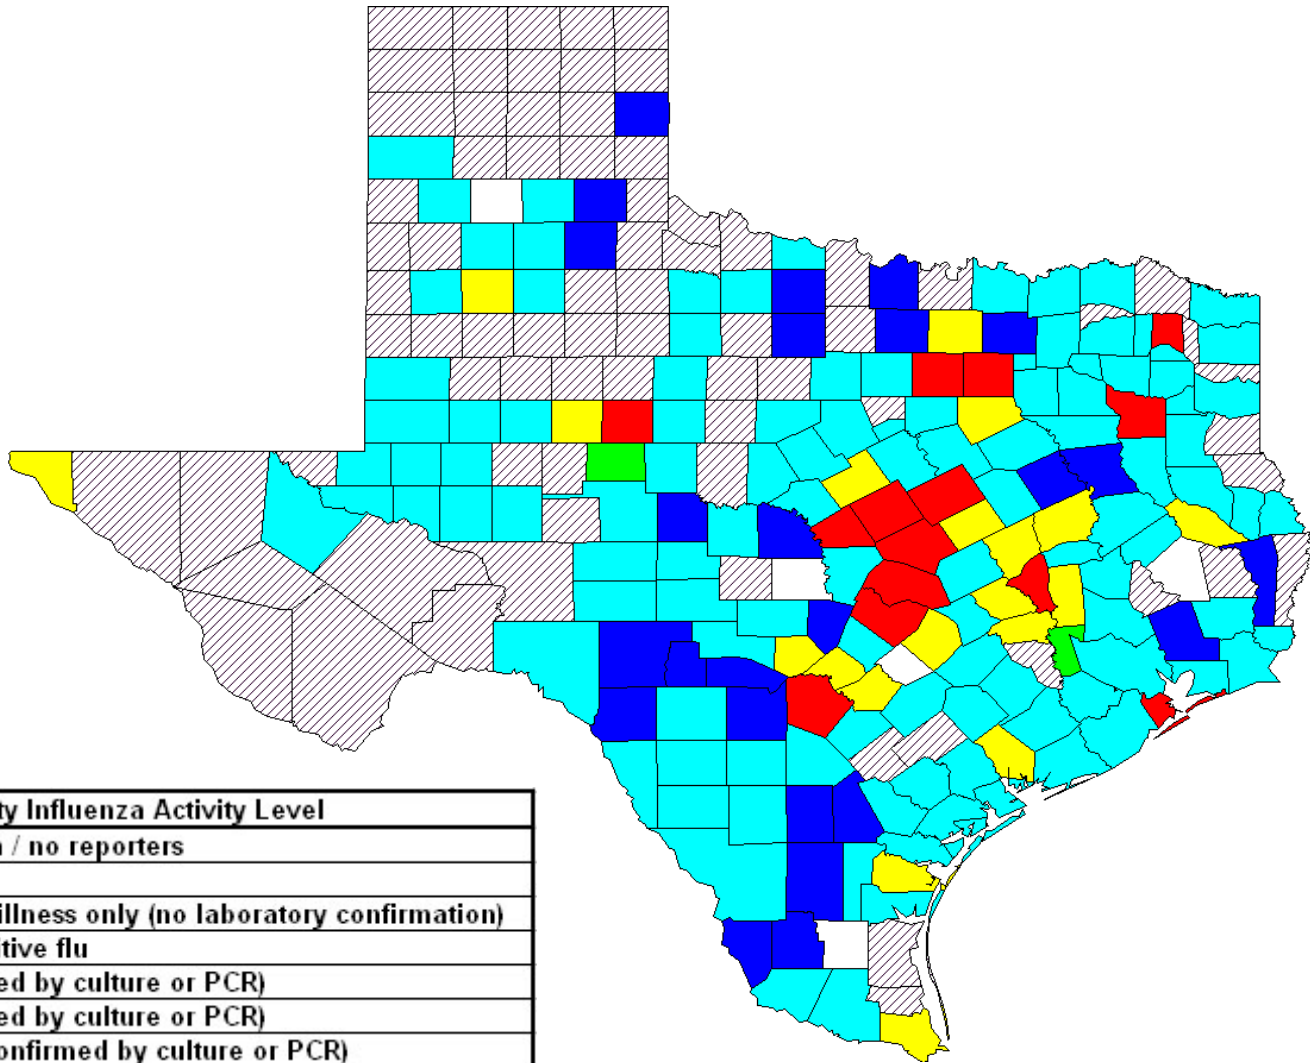 ty Influenza Activity Level
/ no reporters
illness only (no laboratory confirmation)
itive flu
ed by culture or PCR)
ed by culture or PCR)
onfirmed by culture or PCR)